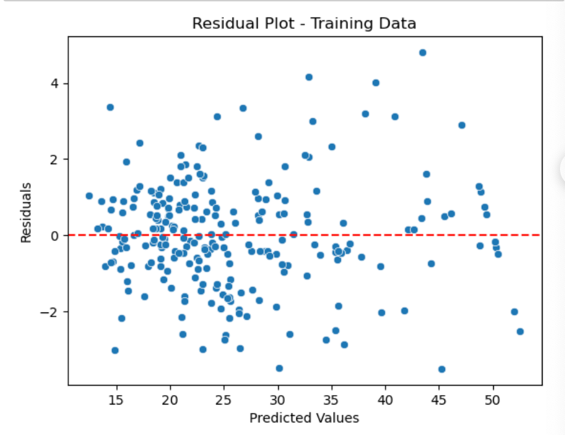 Residual Plot - Training Data
4
2
0
−2
Residuals
15 20 25 30 35 40 45 50
Predicted Values